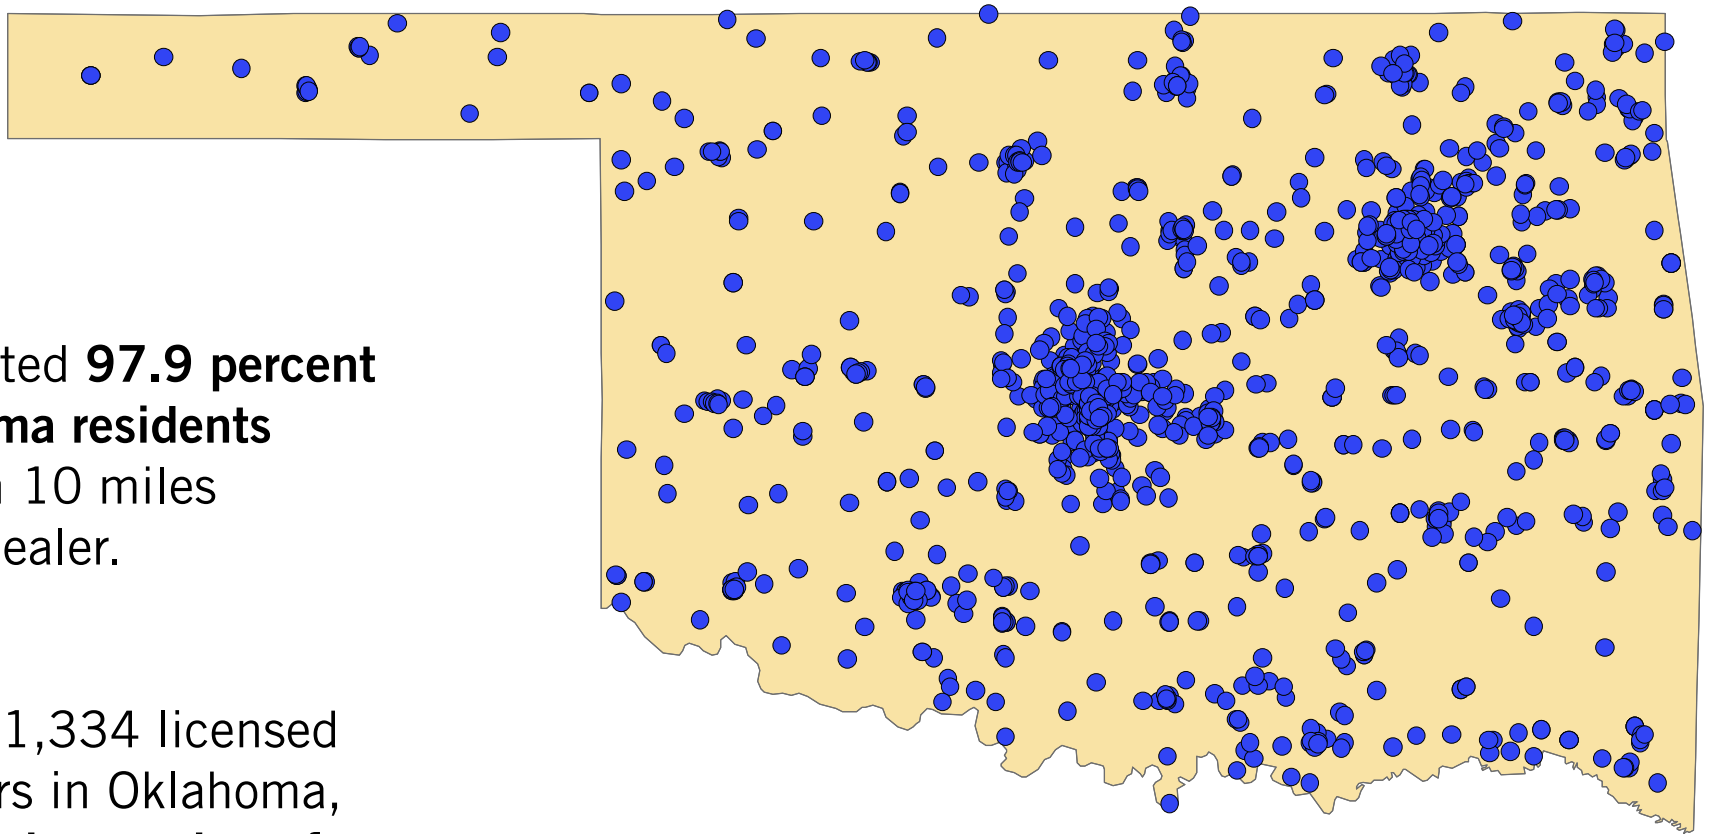 ted 97.9 percent
ma residents
10 miles
ealer.
1,334 licensed
rs in Oklahoma,